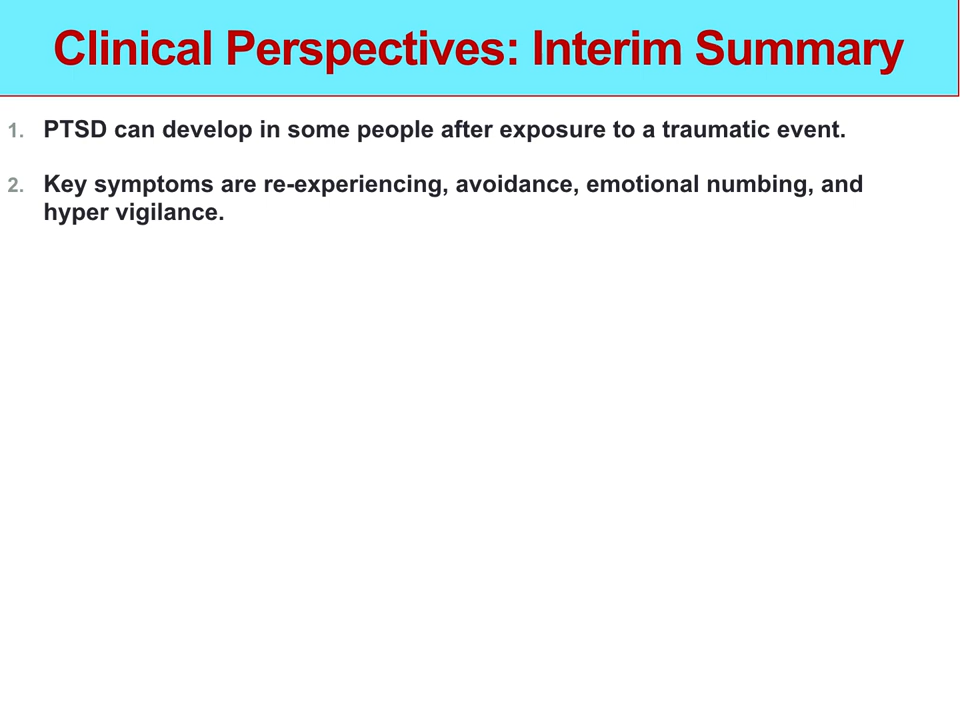 Clinical Perspectives: Interim Summary
1. PTSD can develop in some people after exposure to a traumatic event.
2. Key symptoms are re-experiencing, avoidance, emotional numbing, and
hyper vigilance.